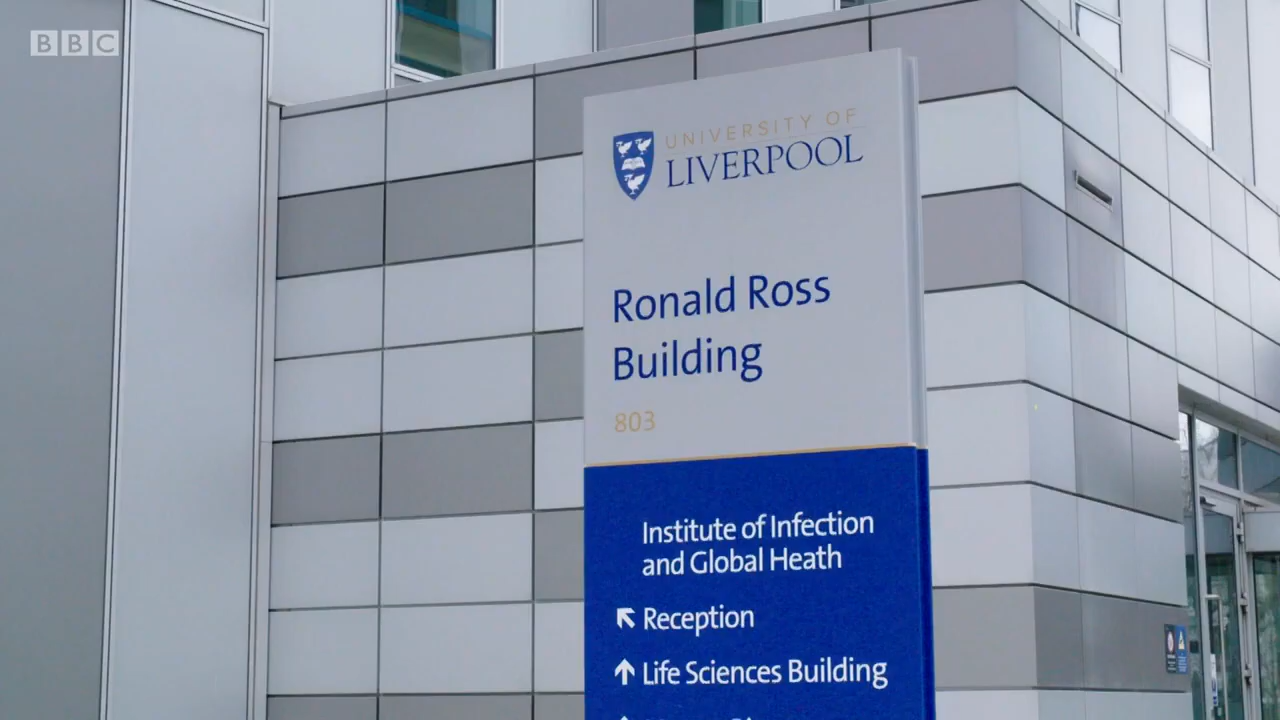 BBC
UNIVERSITY OF
LIVERPOOL
Ronald Ross
Building
803
Institute of Infection
and Global Heath
Reception
Life Sciences Building